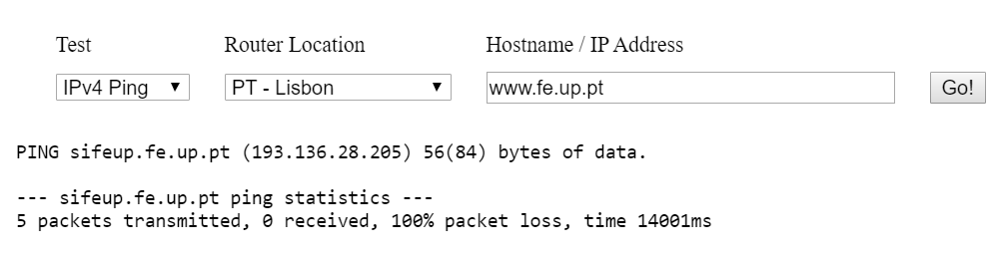 Test Router Location Hostname / IP Address
IPv4 Ping PT - Lisbon www.fe.up.pt Go!
PING sifeup.fe.up.pt (193.136.28.205) 56(84) bytes of data.
--- sifeup.fe.up.pt ping statistics ---
5 packets transmitted, 0 received, 100% packet loss, time 14001ms